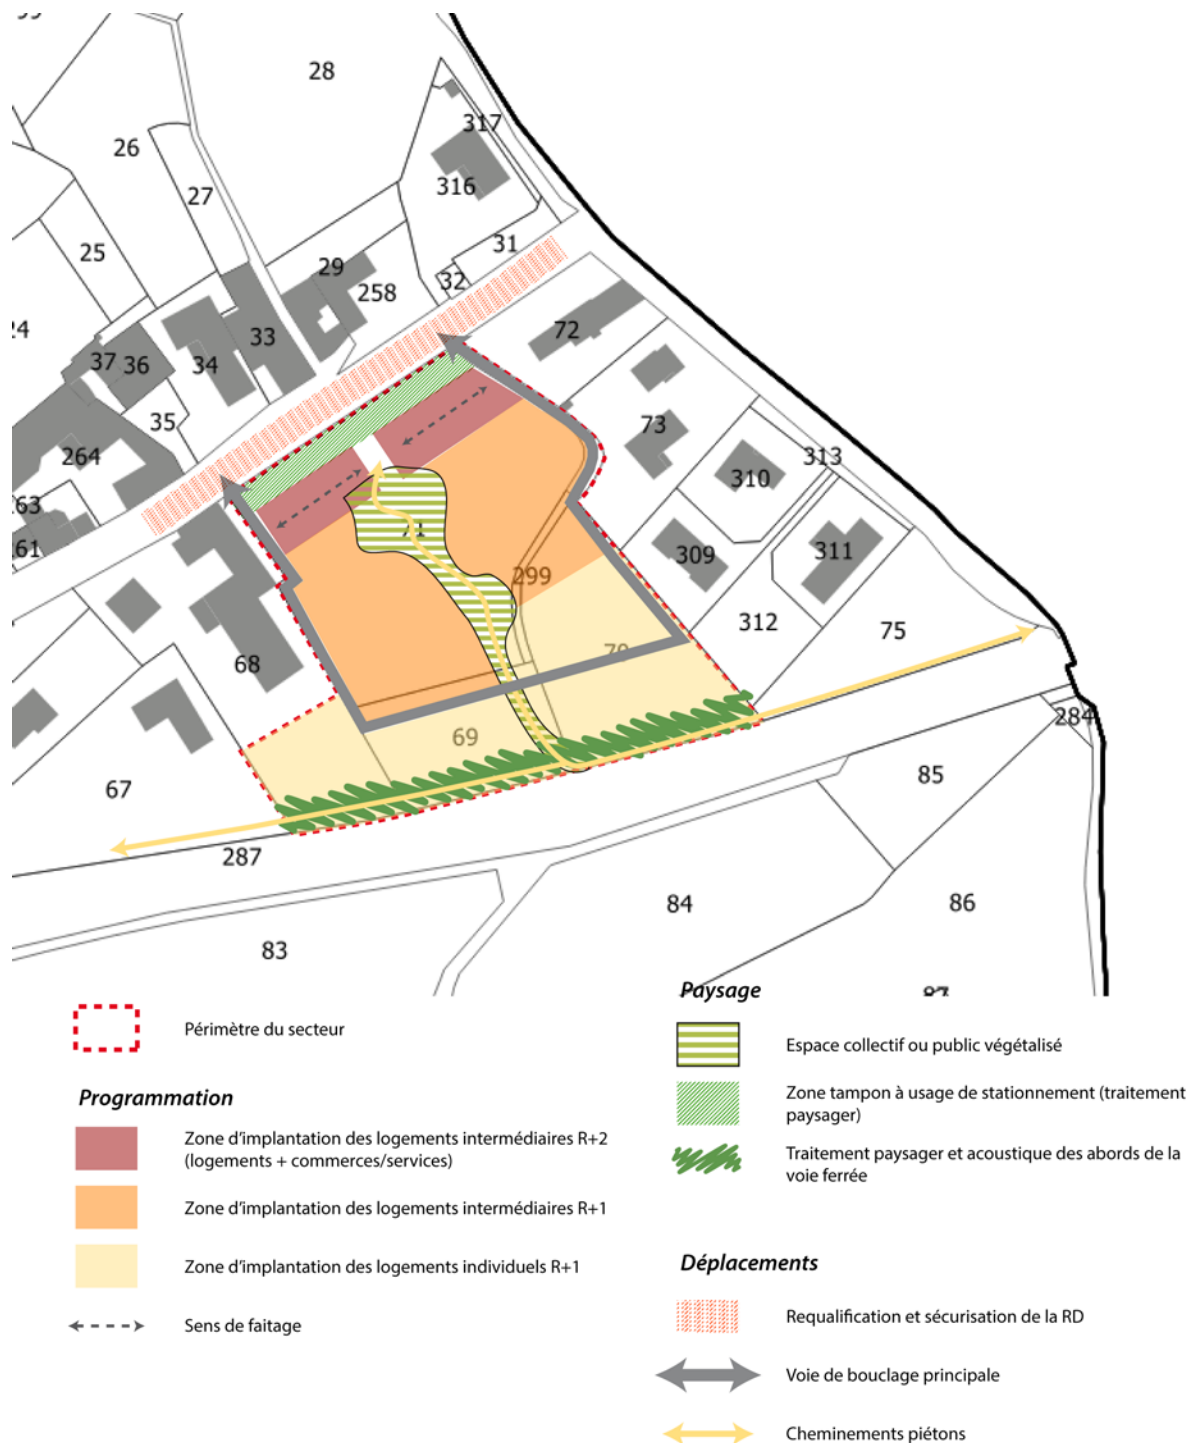 28
317
26
316
27
31
25
29
32
258
24
33
72
37
36
34
35
73
264
313
310
263
71
261
309
311
299
312
75
68
70
284
69
85
67
287
84
86
83
87
Périmètre du secteur
Programmation
Zone d'implantation des logements intermédiaires R+2
(logements + commerces/services)
Zone d'implantation des logements intermédiaires R+1
Zone d'implantation des logements individuels R+1
Sens de faitage
Paysage
Espace collectif ou public végétalisé
Zone tampon à usage de stationnement (traitement
paysager)
Traitement paysager et acoustique des abords de la
voie ferrée
Déplacements
Requalification et sécurisation de la RD
Voie de bouclage principale
Cheminements piétons